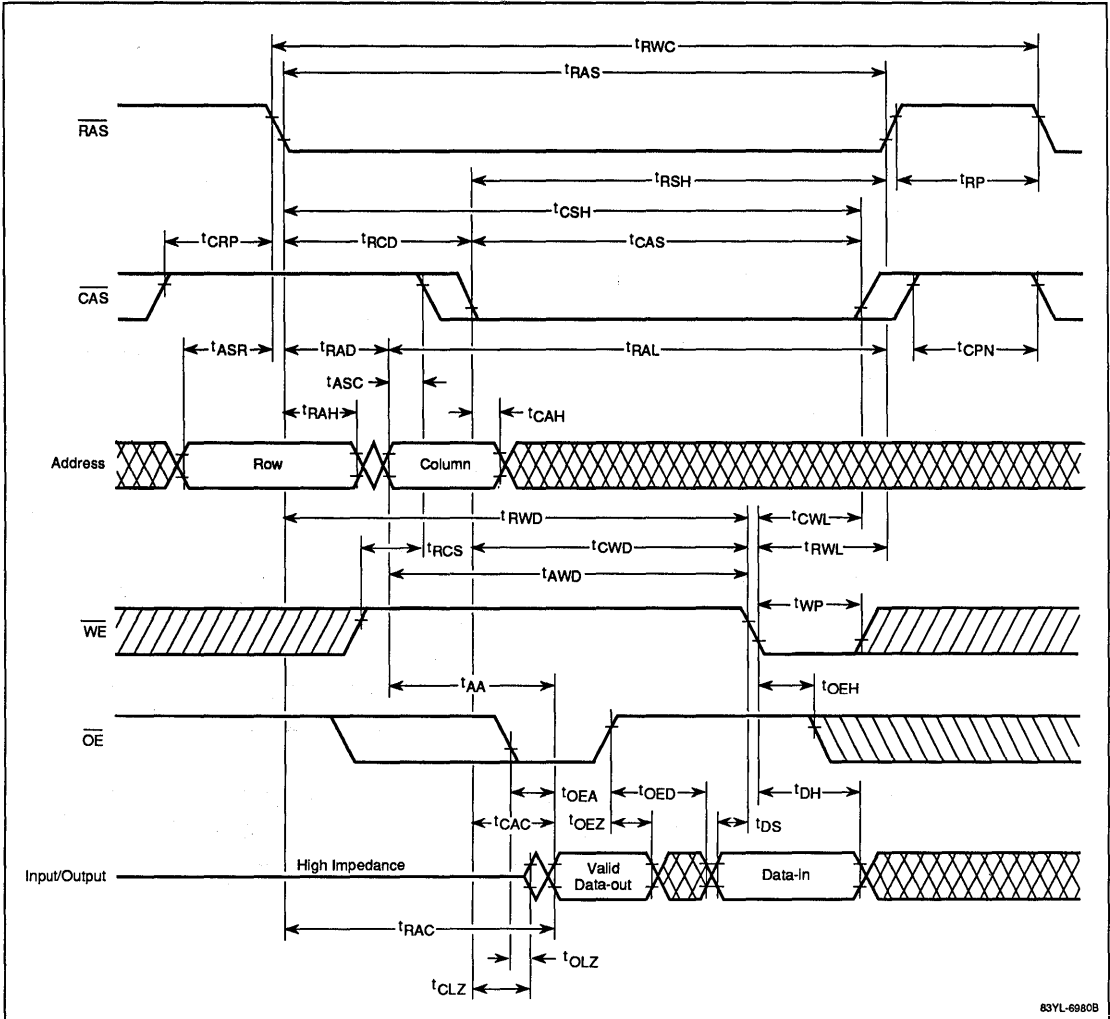 tRWC
tRAS
RAS
tRSH
tRP
tCSH
tCRP
tRCD
tCAS
CAS
tASR
tRAD
tRAL
tCPN
tASC
tRAH
tCAH
Address
Row
Column
tRWD
tCWL
tRCS
tCWD
tRWL
tAWD
tWP
WE
tAA
tOEH
OE
tOEA
tOED
tDH
tCAC
tOEZ
tDS
High Impedance
Input/Output
Valid
Data-out
Data-In
tRAC
tOLZ
tCLZ
83YL-6980B